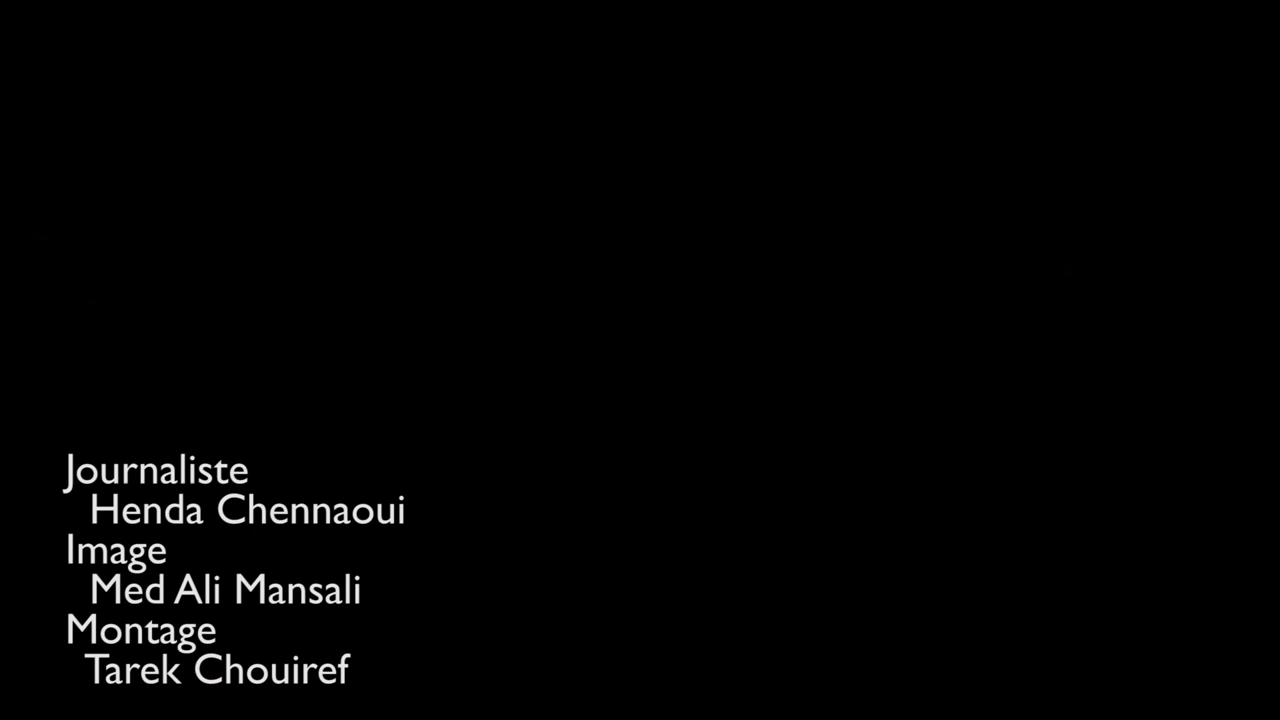 Journaliste
Henda Chennaoui
Image
Med Ali Mansali
Montage
Tarek Chouiref